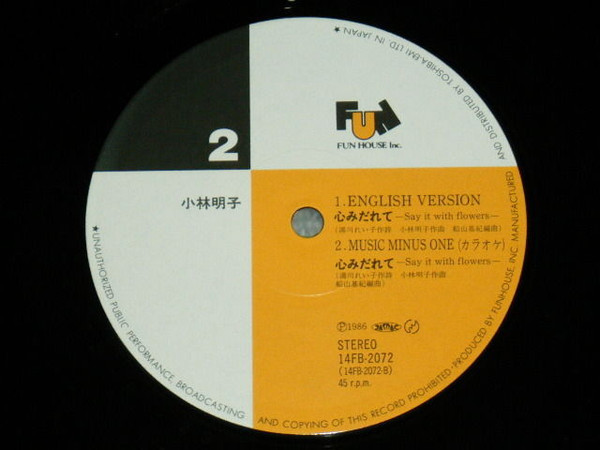 FUN
FUN HOUSE Inc.
2
小林明子
1. ENGLISH VERSION
心みだれて —Say it with flowers—
(湯川れい子作詩 小林明子作曲 船山基紀編曲)
2. MUSIC MINUS ONE (カラオケ)
心みだれて —Say it with flowers—
(湯川れい子作詩 小林明子作曲
船山基紀編曲)
Ⓟ1986
STEREO
14FB-2072
(14FB-2072-B)
45 r.p.m.
★UNAUTHORIZED PUBLIC PERFORMANCE, BROADCASTING AND COPYING OF THIS RECORD PROHIBITED·PRODUCED BY FUNHOUSE INC. MANUFACTURED AND DISTRIBUTED BY TOSHIBA-EMI LTD. IN JAPAN★